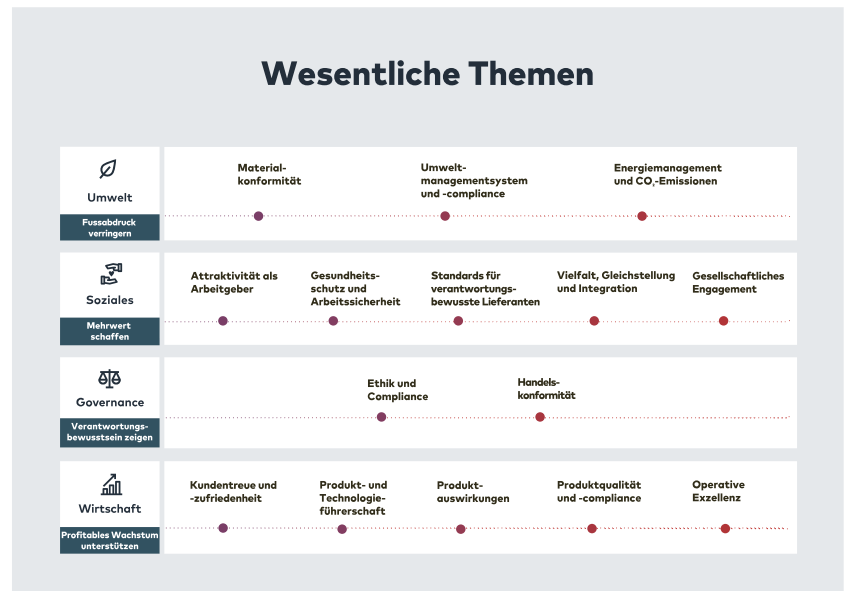 Wesentliche Themen
Umwelt
Fussabdruck
verringern
Material-
konformität
Umwelt-
managementsystem
und -compliance
Energiemanagement
und CO₂-Emissionen
Soziales
Mehrwert
schaffen
Attraktivität als
Arbeitgeber
Gesundheits-
schutz und
Arbeitssicherheit
Standards für
verantwortungs-
bewusste Lieferanten
Vielfalt, Gleichstellung
und Integration
Gesellschaftliches
Engagement
Governance
Verantwortungs-
bewusstsein zeigen
Ethik und
Compliance
Handels-
konformität
Wirtschaft
Profitables Wachstum
unterstützen
Kundentreue und
-zufriedenheit
Produkt- und
Technologie-
führerschaft
Produkt-
auswirkungen
Produktqualität
und -compliance
Operative
Exzellenz